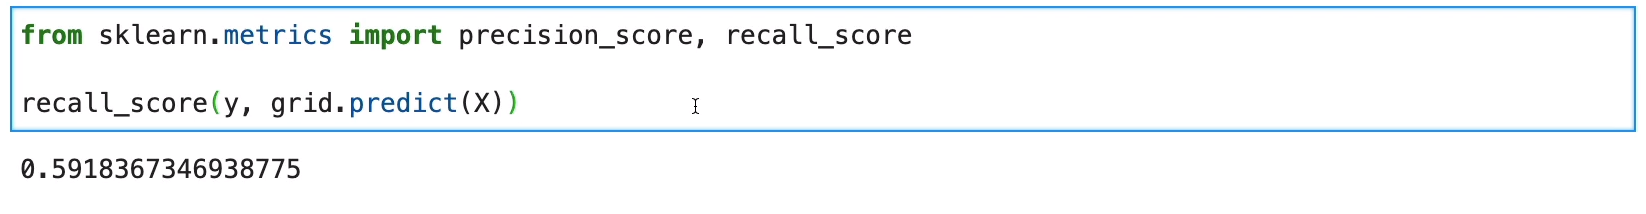 from sklearn.metrics import precision_score, recall_score
recall_score(y, grid.predict(X))
0.5918367346938775